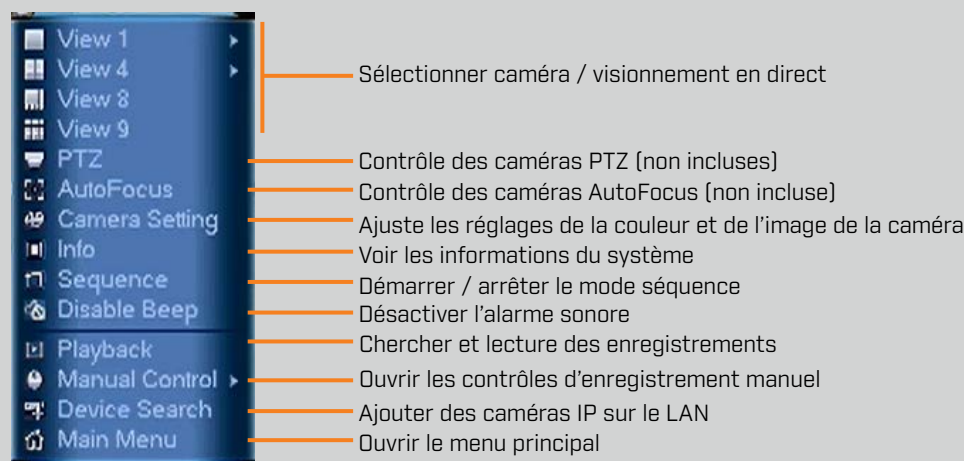 View 1
View 4
View 8
View 9
Sélectionner caméra / visionnement en direct
PTZ
Contrôle des caméras PTZ (non incluses)
AutoFocus
Contrôle des caméras AutoFocus (non incluse)
Camera Setting
Ajuste les réglages de la couleur et de l'image de la caméra
Info
Voir les informations du système
Sequence
Démarrer / arrêter le mode séquence
Disable Beep
Désactiver l'alarme sonore
Playback
Chercher et lecture des enregistrements
Manual Control
Ouvrir les contrôles d'enregistrement manuel
Device Search
Ajouter des caméras IP sur le LAN
Main Menu
Ouvrir le menu principal